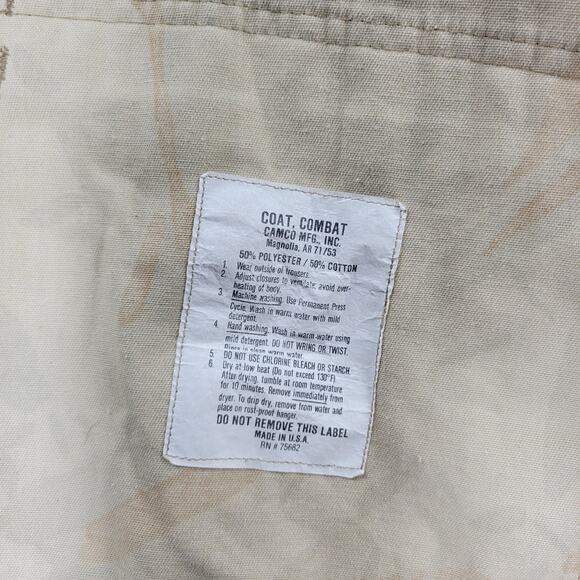 COAT, COMBAT
CAMCO MFG., INC.
Magnolia, AR 71753
50% POLYESTER / 50% COTTON
1. Wear outside of trousers.
2. Adjust closures to ventilate, avoid over-
heating of body.
3. Machine washing. Use Permanent Press
Cycle. Wash in warm water with mild
detergent.
4. Hand washing. Wash in warm water using
mild detergent. DO NOT WRING OR TWIST.
Rinse in clean warm water.
5. DO NOT USE CHLORINE BLEACH OR STARCH
6. Dry at low heat (Do not exceed 130°F).
After drying, tumble at room temperature
for 10 minutes. Remove immediately from
dryer. To drip dry, remove from water and
place on rust-proof hanger.
DO NOT REMOVE THIS LABEL
MADE IN U.S.A.
RN # 75662